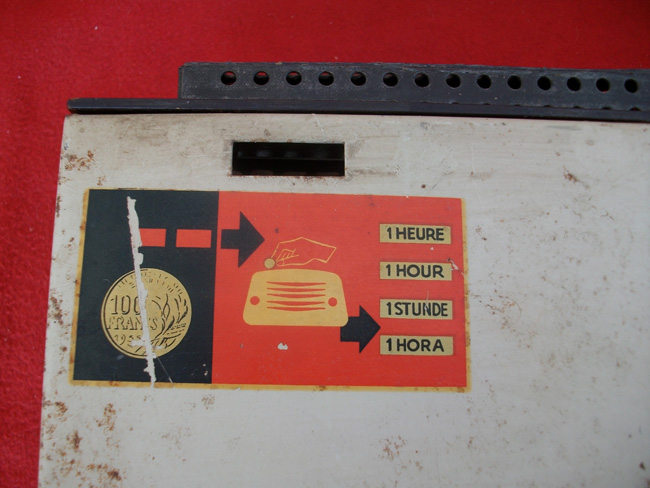 100
FRANCS
1 HEURE
1 HOUR
1 STUNDE
1 HORA